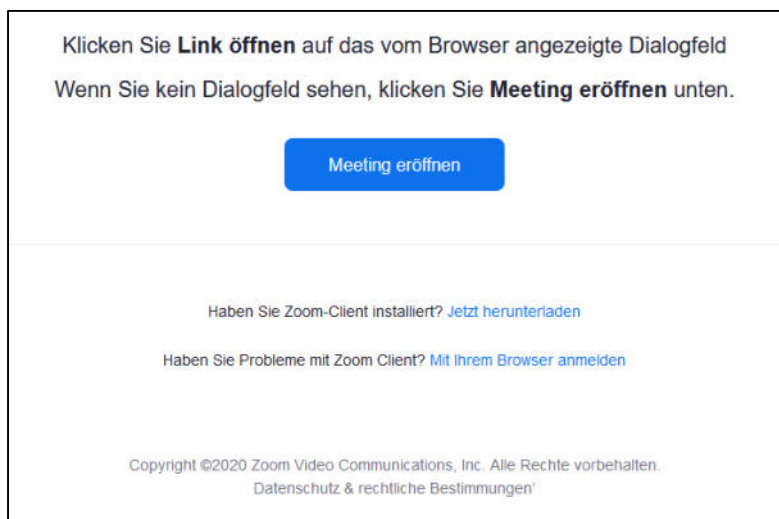 Klicken Sie Link öffnen auf das vom Browser angezeigte Dialogfeld
Wenn Sie kein Dialogfeld sehen, klicken Sie Meeting eröffnen unten.
Meeting eröffnen
Haben Sie Zoom-Client installiert? Jetzt herunterladen
Haben Sie Probleme mit Zoom Client? Mit Ihrem Browser anmelden
Copyright ©2020 Zoom Video Communications, Inc. Alle Rechte vorbehalten.
Datenschutz & rechtliche Bestimmungen'